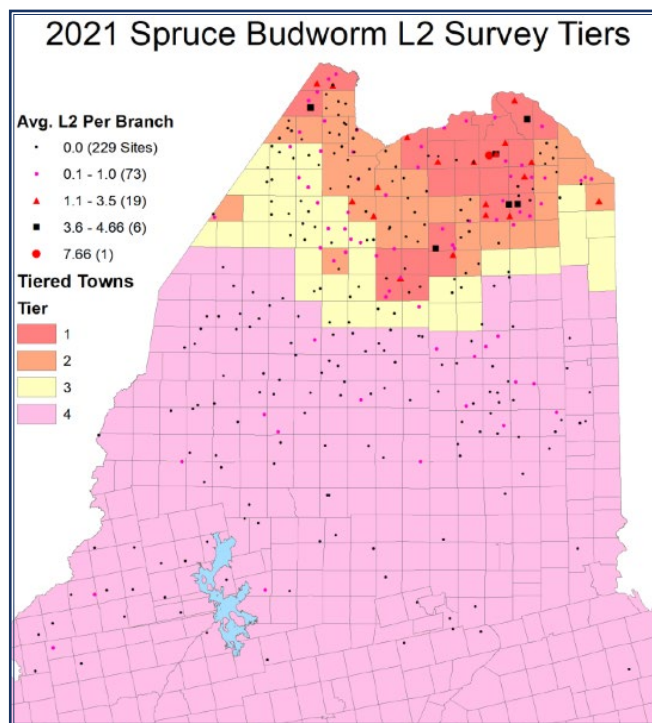 2021 Spruce Budworm L2 Survey Tiers
Avg. L2 Per Branch
0.0 (229 Sites)
0.1 - 1.0 (73)
1.1 - 3.5 (19)
3.6 - 4.66 (6)
7.66 (1)
Tiered Towns
Tier
1
2
3
4